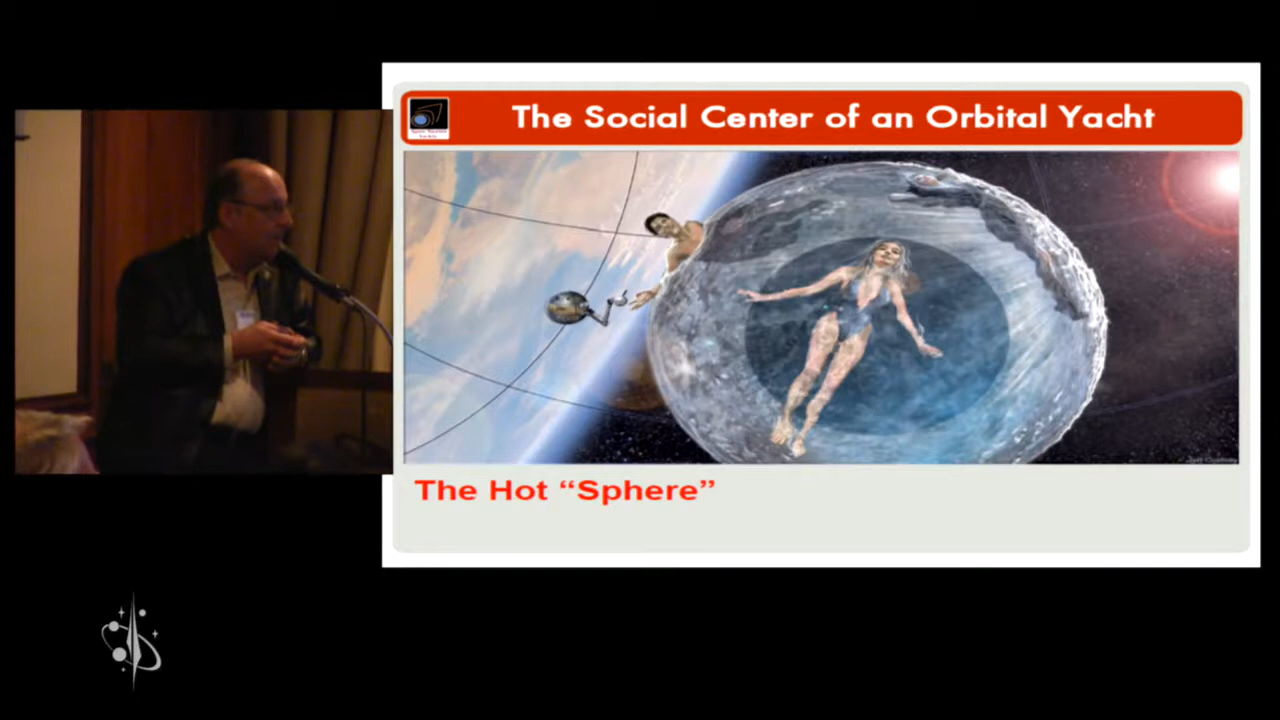 The Social Center of an Orbital Yacht
The Hot “Sphere”